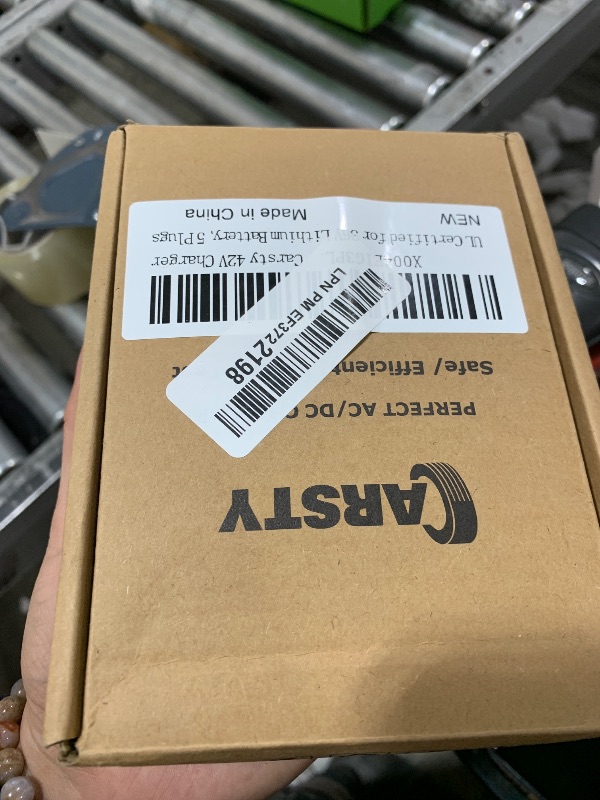 CARSTY
PERFECT AC/DC
Safe/ Efficient
Carsty 42V Charger
UL Certified for Lithium Battery, 5 Plugs
NEW
Made in China
LPN PM EF3722198